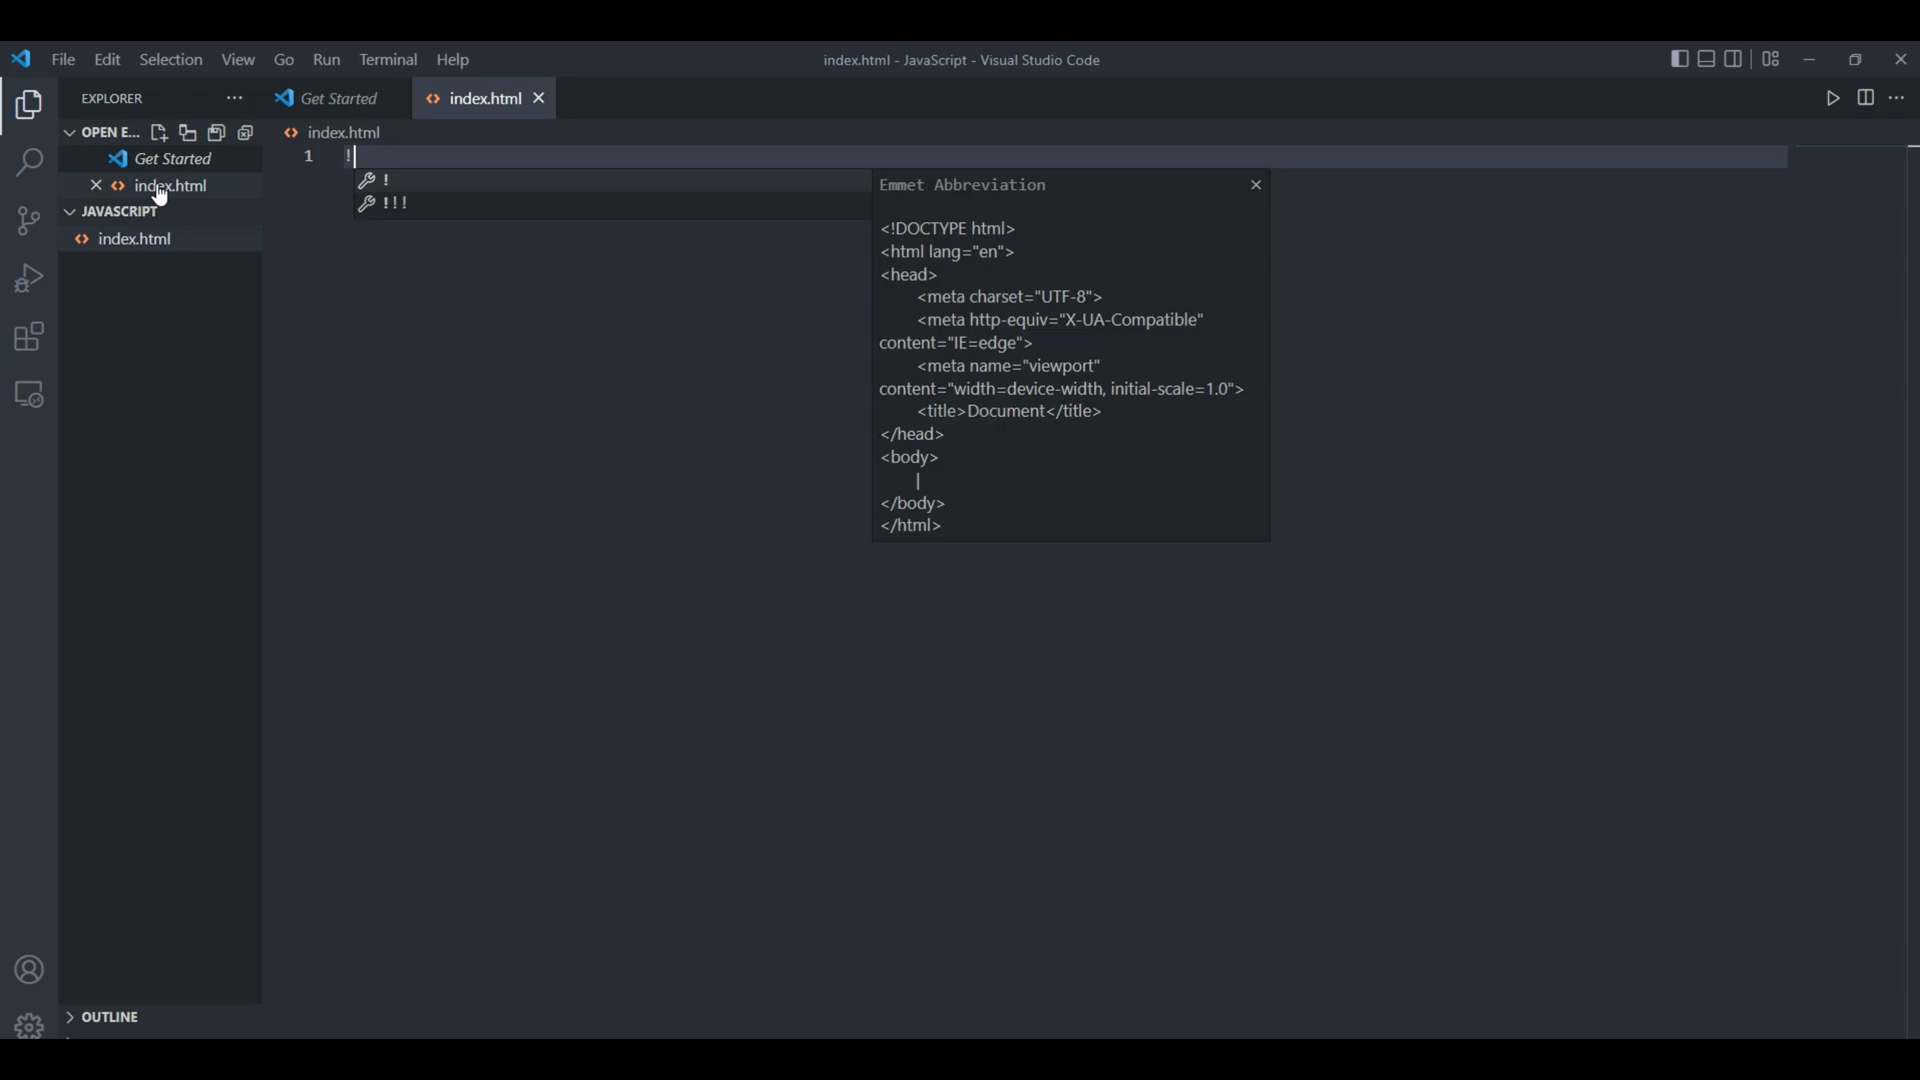 File Edit Selection View Go Run Terminal Help
index.html - JavaScript - Visual Studio Code
EXPLORER
Get Started
index.html
OPEN E...
Get Started
index.html
JAVASCRIPT
index.html
OUTLINE
index.html
1 !
!
!!!
Emmet Abbreviation
<!DOCTYPE html>
<html lang="en">
<head>
<meta charset="UTF-8">
<meta http-equiv="X-UA-Compatible"
content="IE=edge">
<meta name="viewport"
content="width=device-width, initial-scale=1.0">
<title>Document</title>
</head>
<body>
|
</body>
</html>